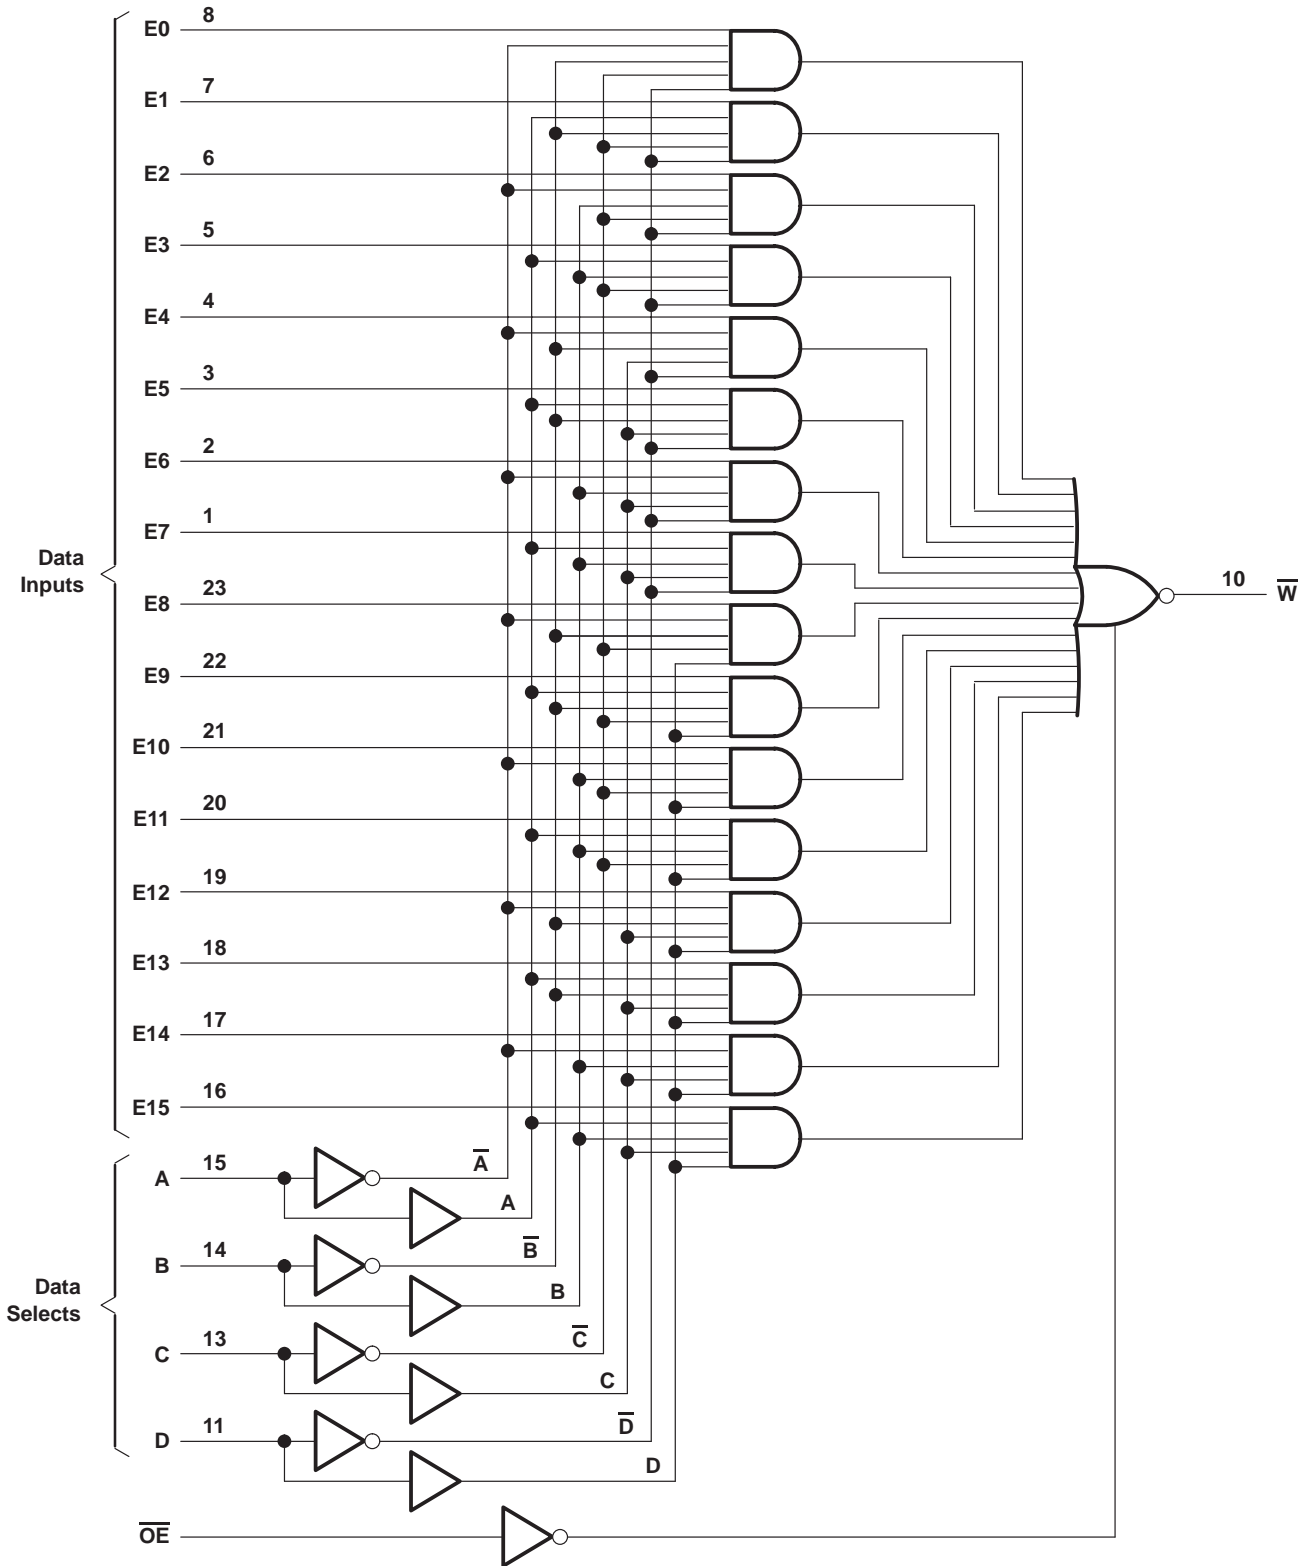 E0 8
E1 7
E2 6
E3 5
E4 4
E5 3
E6 2
E7 1
Data
Inputs
E8 23
10 W̅
E9 22
E10 21
E11 20
E12 19
E13 18
E14 17
E15 16
A 15 A̅
A
B 14 B̅
B
Data
Selects
C 13 C̅
C
D 11 D̅
D
O̅E̅